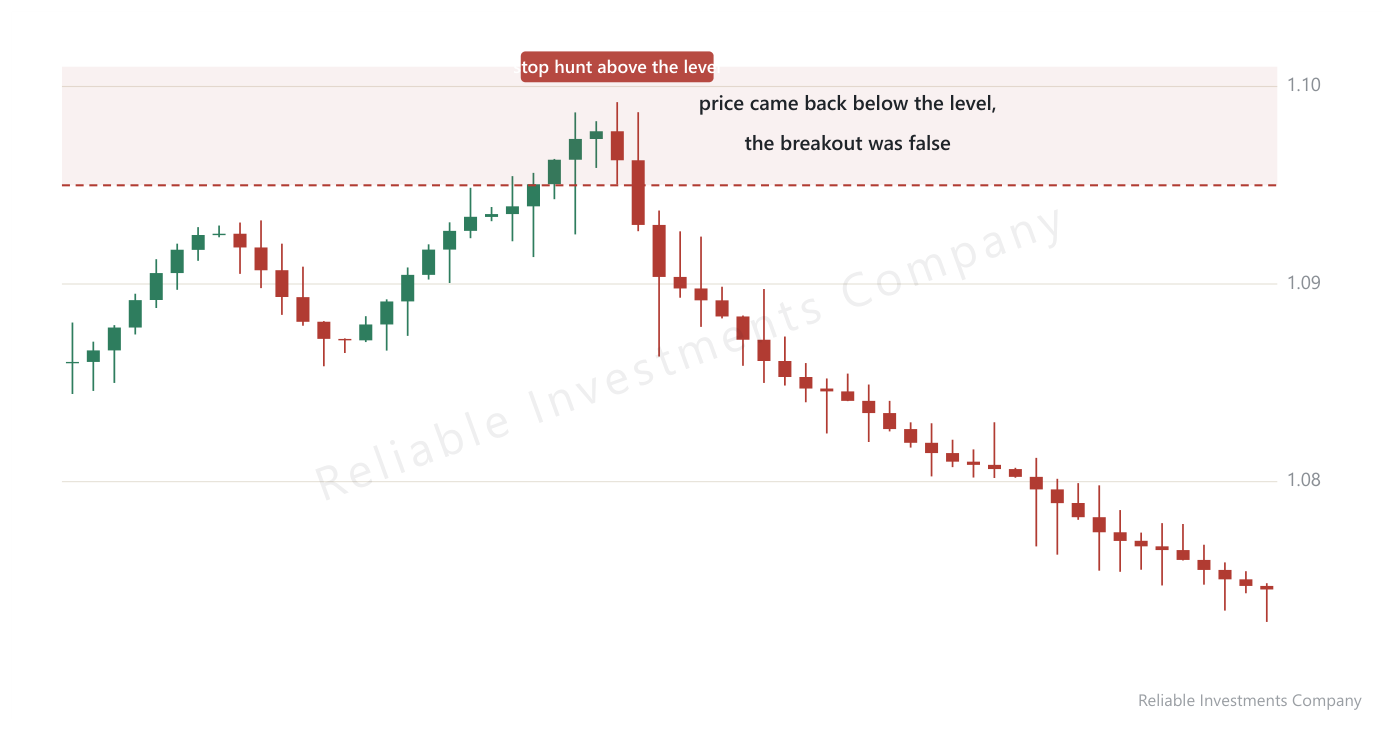 top hunt above the leve
1.10
price came back below the level,
the breakout was false
1.09
1.08
Reliable Investments Company
Reliable Investments Company